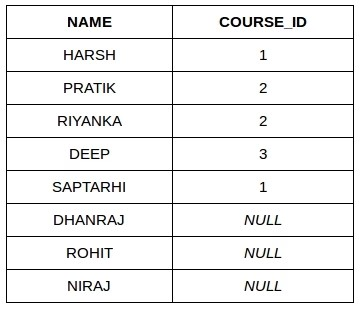 NAME COURSE_ID
HARSH 1
PRATIK 2
RIYANKA 2
DEEP 3
SAPTARHI 1
DHANRAJ NULL
ROHIT NULL
NIRAJ NULL